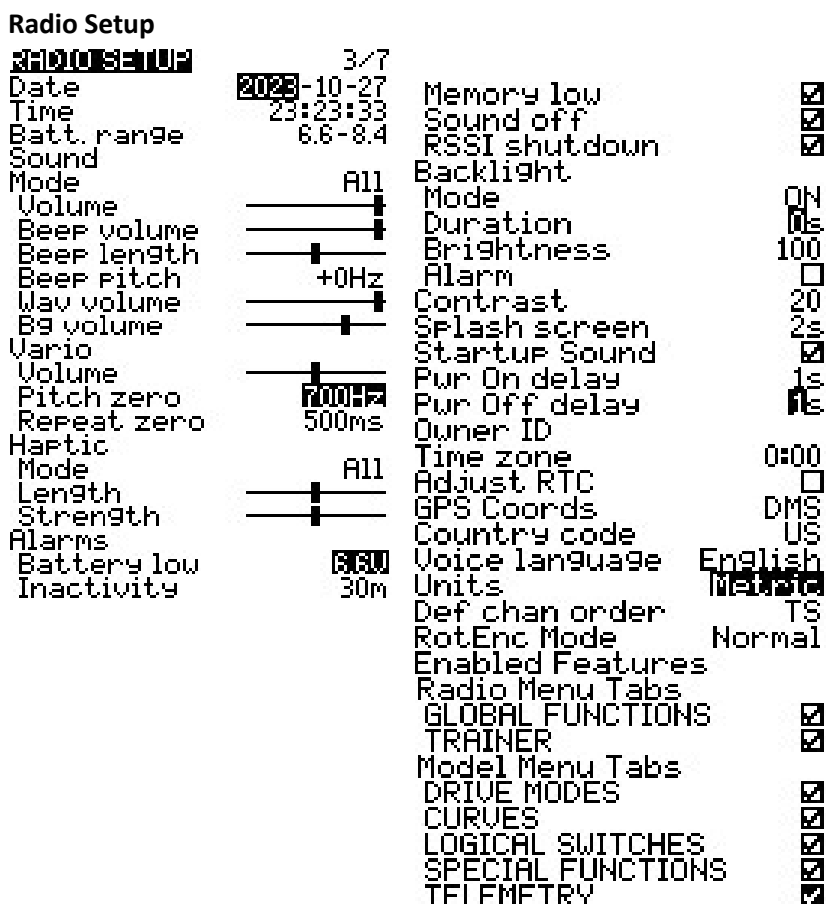 Radio Setup
RADIO SETUP 3/7
Date 2023-10-27
Time 23:23:33
Batt. range 6.6-8.4
Sound
Mode All
Volume
Beep volume
Beep length
Beep pitch +0Hz
Wav volume
Bg volume
Vario
Volume
Pitch zero 700Hz
Repeat zero 500ms
Haptic
Mode All
Length
Strength
Alarms
Battery low 6.6V
Inactivity 30m
Memory low
Sound off
RSSI shutdown
Backlight
Mode ON
Duration 0s
Brightness 100
Alarm
Contrast 20
Splash screen 2s
Startup Sound
Pwr On delay 1s
Pwr Off delay 1s
Owner ID
Time zone 0:00
Adjust RTC
GPS Coords DMS
Country code US
Voice language English
Units Metric
Def chan order TS
RotEnc Mode Normal
Enabled Features
Radio Menu Tabs
GLOBAL FUNCTIONS
TRAINER
Model Menu Tabs
DRIVE MODES
CURVES
LOGICAL SWITCHES
SPECIAL FUNCTIONS
TELEMETRY